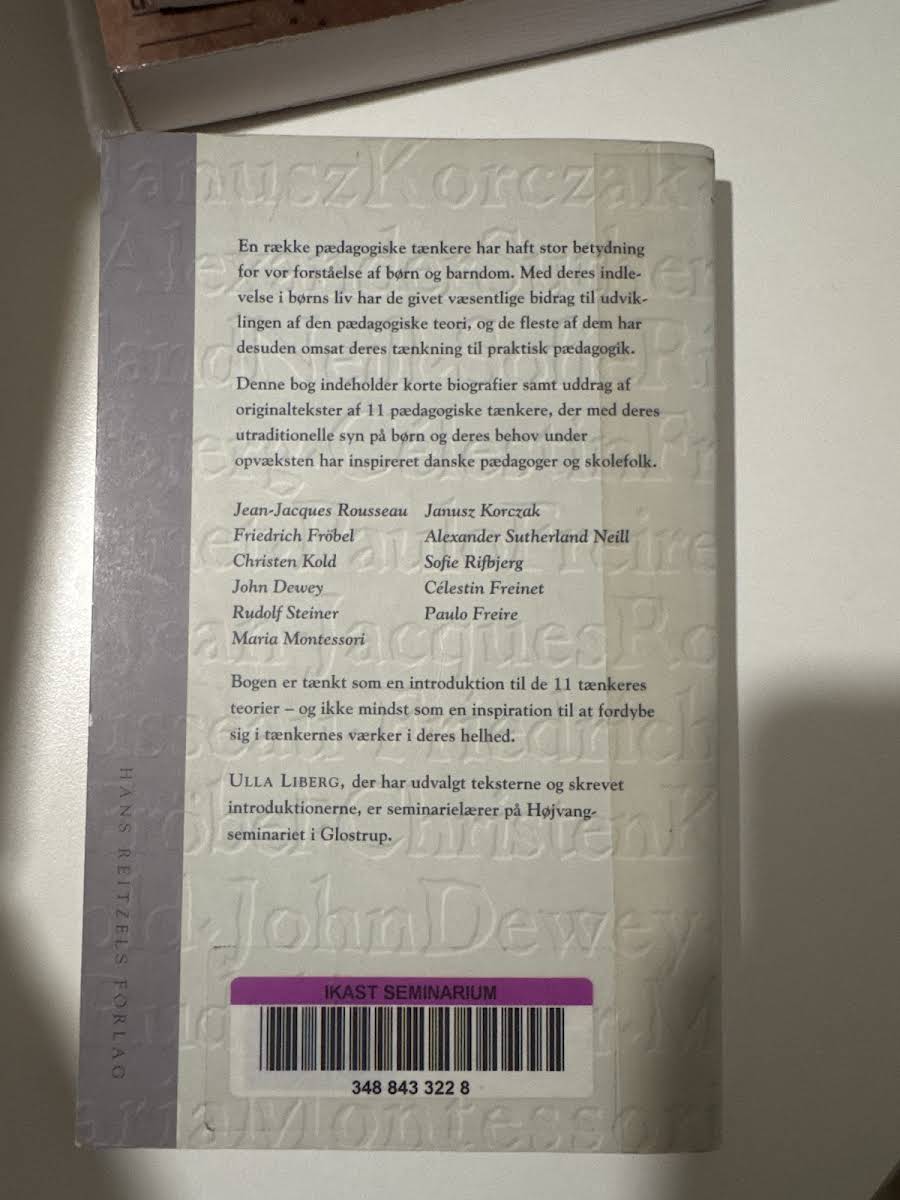 En række pædagogiske tænkere har haft stor betydning
for vor forståelse af børn og barndom. Med deres indle-
velse i børns liv har de givet væsentlige bidrag til udvik-
lingen af den pædagogiske teori, og de fleste af dem har
desuden omsat deres tænkning til praktisk pædagogik.
Denne bog indeholder korte biografier samt uddrag af
originaltekster af 11 pædagogiske tænkere, der med deres
utraditionelle syn på børn og deres behov under
opvæksten har inspireret danske pædagoger og skolefolk.
Jean-Jacques Rousseau
Friedrich Fröbel
Christen Kold
John Dewey
Rudolf Steiner
Maria Montessori
Janusz Korczak
Alexander Sutherland Neill
Sofie Rifbjerg
Célestin Freinet
Paulo Freire
Bogen er tænkt som en introduktion til de 11 tænkeres
teorier – og ikke mindst som en inspiration til at fordybe
sig i tænkernes værker i deres helhed.
ULLA LIBERG, der har udvalgt teksterne og skrevet
introduktionerne, er seminarielærer på Højvang-
seminariet i Glostrup.
HANS REITZELS FORLAG
JohnDewey
IKAST SEMINARIUM
348 843 322 8